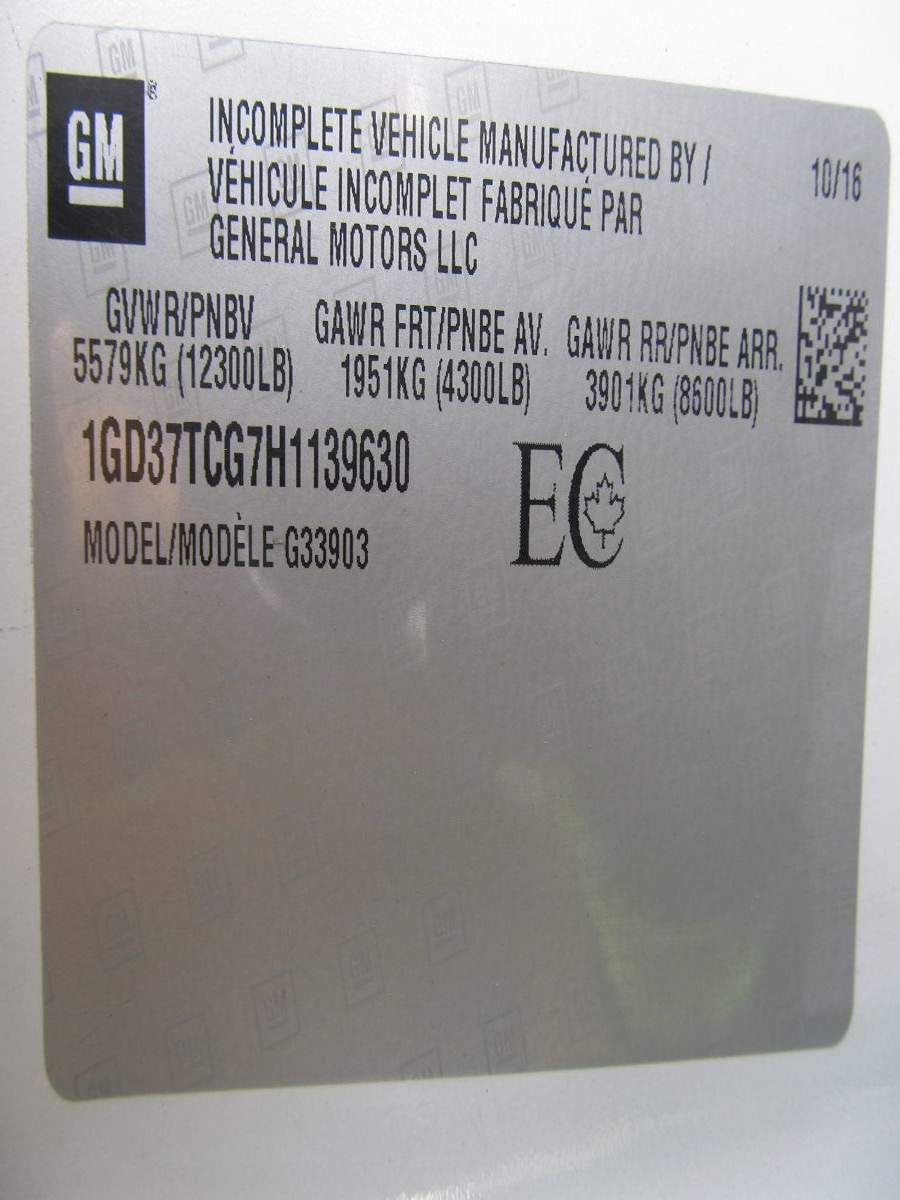 GM
INCOMPLETE VEHICLE MANUFACTURED BY /
VÉHICULE INCOMPLET FABRIQUÉ PAR
GENERAL MOTORS LLC
10/16
GVWR/PNBV
5579KG (12300LB)
GAWR FRT/PNBE AV.
1951KG (4300LB)
GAWR RR/PNBE ARR.
3901KG (8600LB)
1GD37TCG7H1139630
MODEL/MODÈLE G33903
EC